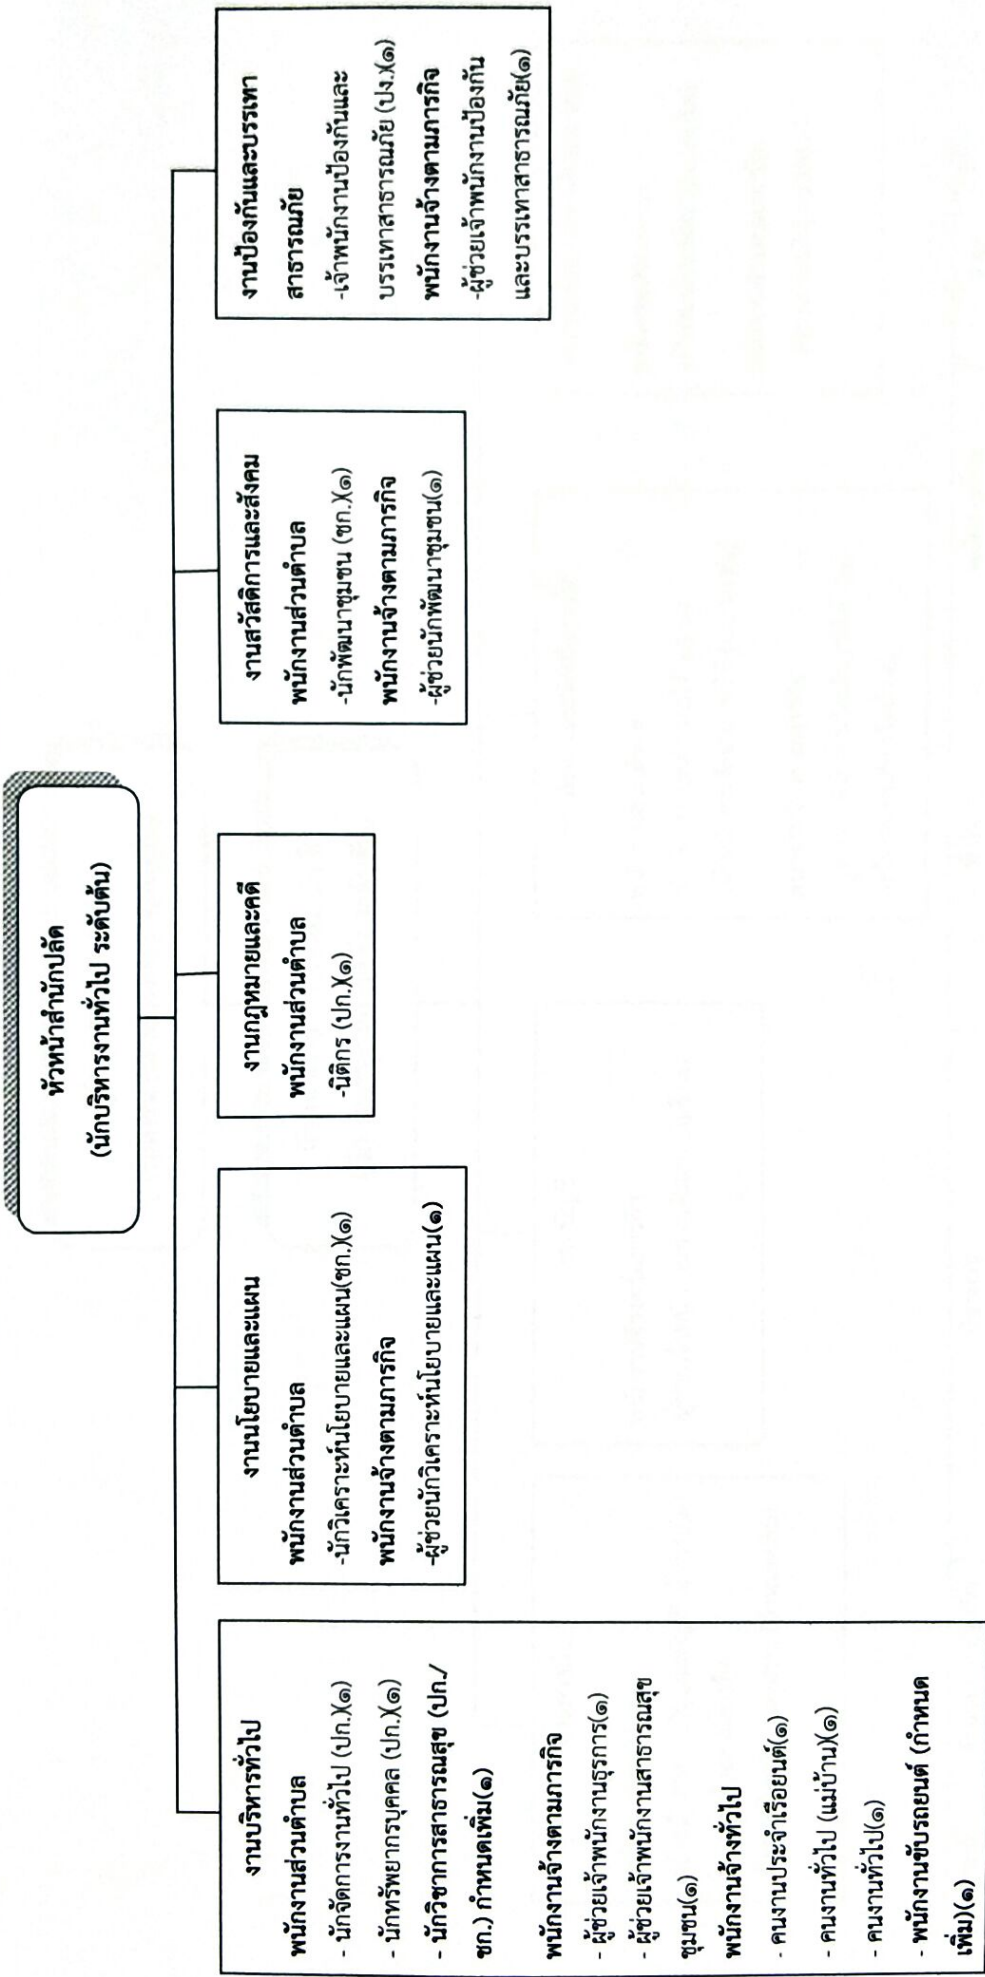 หัวหน้าสำนักปลัด
(นักบริหารงานทั่วไป ระดับต้น)
งานบริหารทั่วไป
พนักงานส่วนตำบล
- นักจัดการงานทั่วไป (ปก.)(๑)
- นักทรัพยากรบุคคล (ปก.)(๑)
- นักวิชาการสาธารณสุข (ปก./
ชก.) กำหนดเพิ่ม(๑)
พนักงานจ้างตามภารกิจ
- ผู้ช่วยเจ้าพนักงานธุรการ(๑)
- ผู้ช่วยเจ้าพนักงานสาธารณสุข
ชุมชน(๑)
พนักงานจ้างทั่วไป
- คนงานประจำเรือยนต์(๑)
- คนงานทั่วไป (แม่บ้าน)(๑)
- คนงานทั่วไป(๑)
- พนักงานขับรถยนต์ (กำหนด
เพิ่ม)(๑)
งานนโยบายและแผน
พนักงานส่วนตำบล
-นักวิเคราะห์นโยบายและแผน(ชก.)(๑)
พนักงานจ้างตามภารกิจ
-ผู้ช่วยนักวิเคราะห์นโยบายและแผน(๑)
งานกฎหมายและคดี
พนักงานส่วนตำบล
-นิติกร (ปก.)(๑)
งานสวัสดิการและสังคม
พนักงานส่วนตำบล
-นักพัฒนาชุมชน (ชก.)(๑)
พนักงานจ้างตามภารกิจ
-ผู้ช่วยนักพัฒนาชุมชน(๑)
งานป้องกันและบรรเทา
สาธารณภัย
-เจ้าพนักงานป้องกันและ
บรรเทาสาธารณภัย (ปง.)(๑)
พนักงานจ้างตามภารกิจ
-ผู้ช่วยเจ้าพนักงานป้องกัน
และบรรเทาสาธารณภัย(๑)